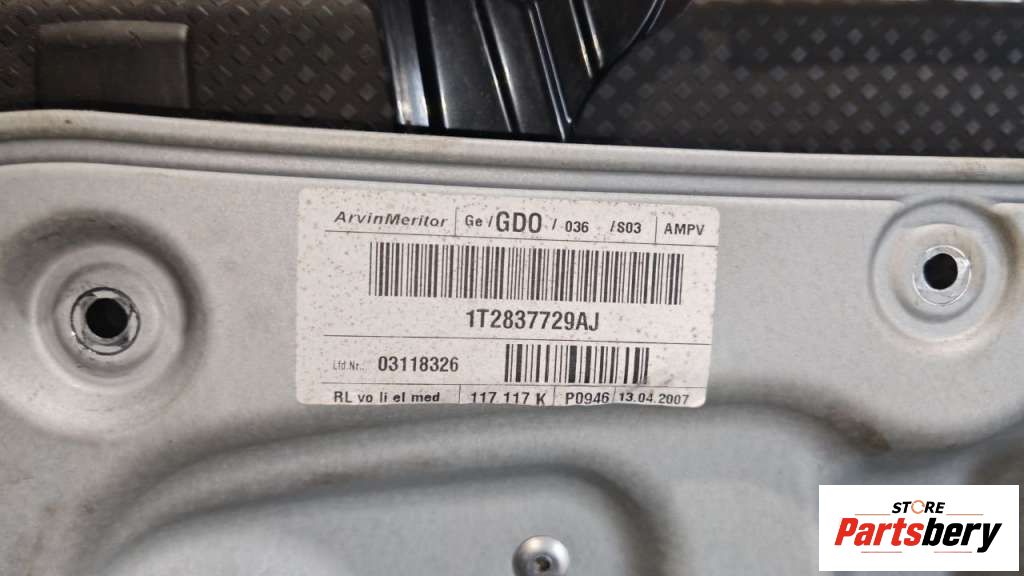 ArvinMeritor Ge / GDO / 036 / S03 AMPV
1T2837729AJ
Lfd.Nr.: 03118326
RL vo li el med 117 117 K P0946 13.04.2007
STORE
Partsbery